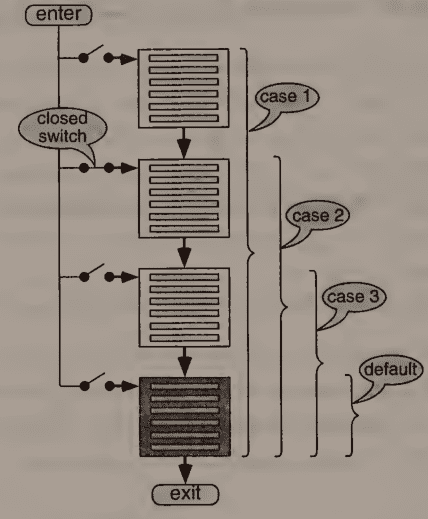 enter
case 1
closed
switch
case 2
case 3
default
exit